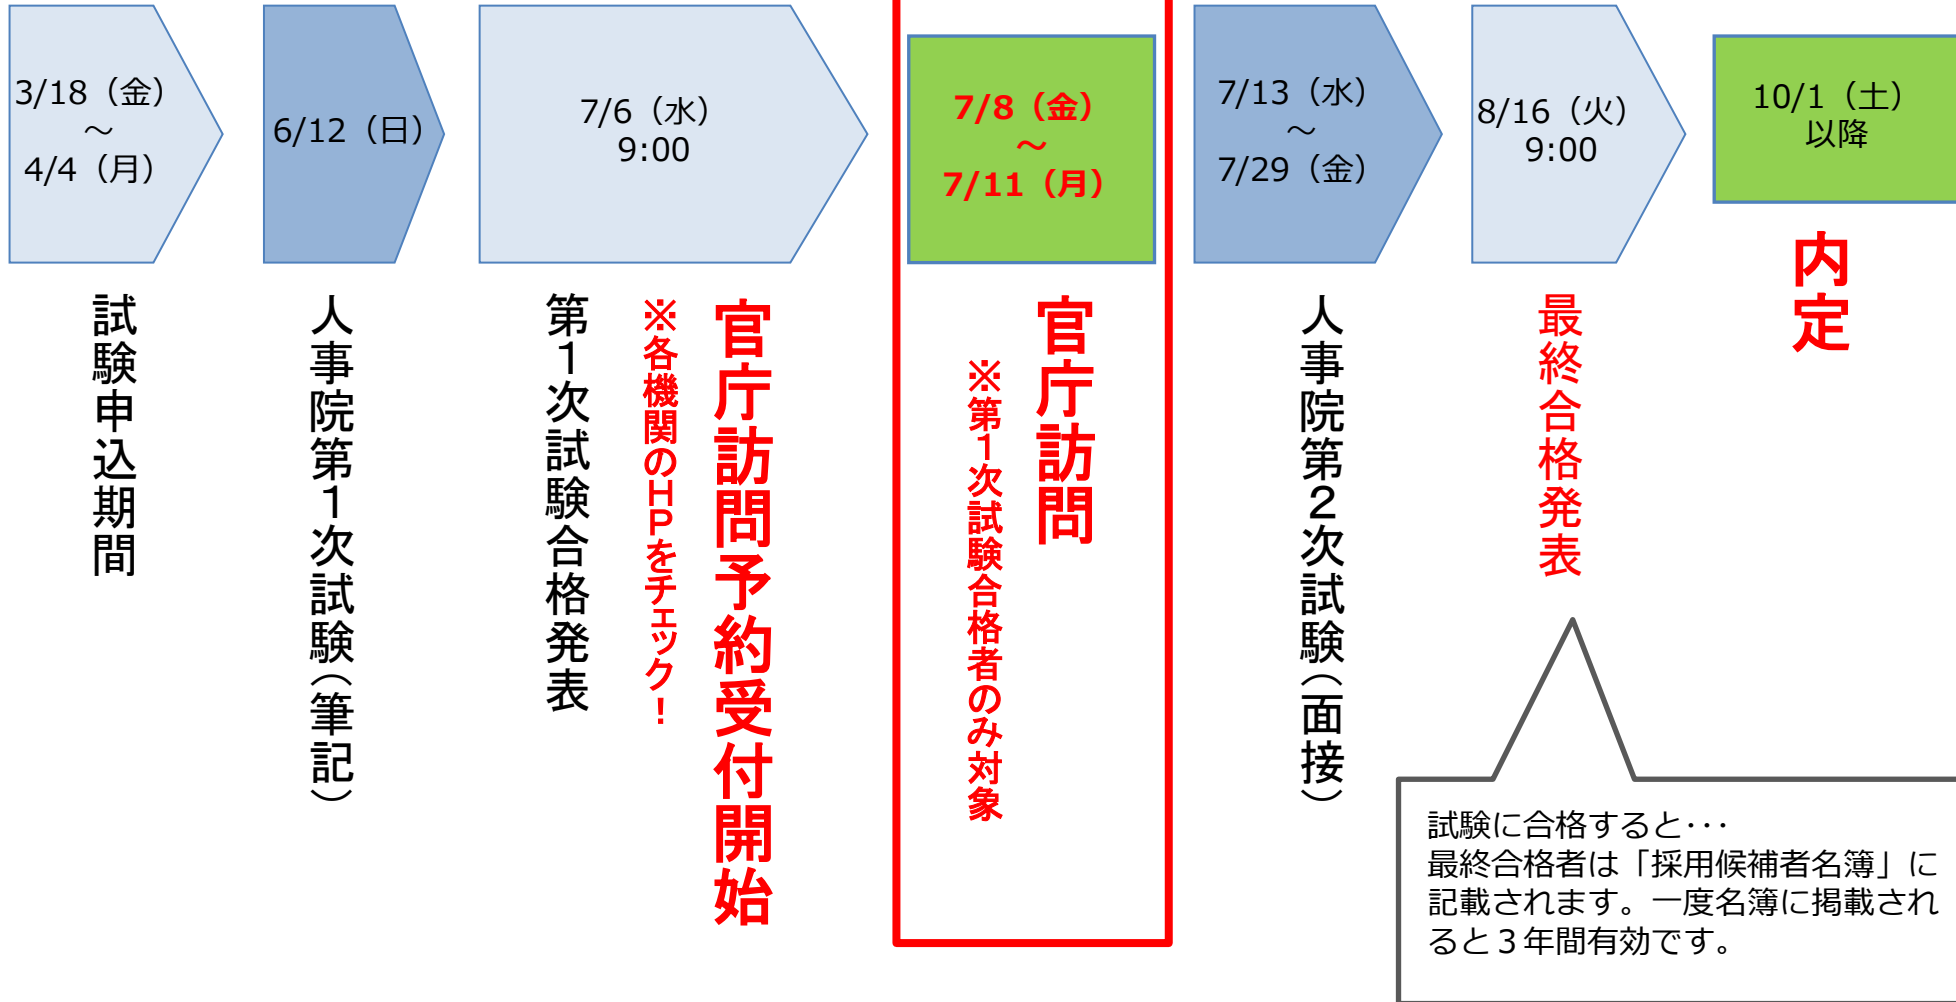 3/18（金）
～
4/4（月）
試験申込期間
6/12（日）
人事院第１次試験（筆記）
7/6（水）
9:00
第１次試験合格発表
官庁訪問予約受付開始
※各機関のＨＰをチェック！
7/8（金）
～
7/11（月）
官庁訪問
※第１次試験合格者のみ対象
7/13（水）
～
7/29（金）
人事院第２次試験（面接）
8/16（火）
9:00
最終合格発表
10/1（土）
以降
内定
試験に合格すると･･･
最終合格者は「採用候補者名簿」に
記載されます。一度名簿に掲載され
ると３年間有効です。